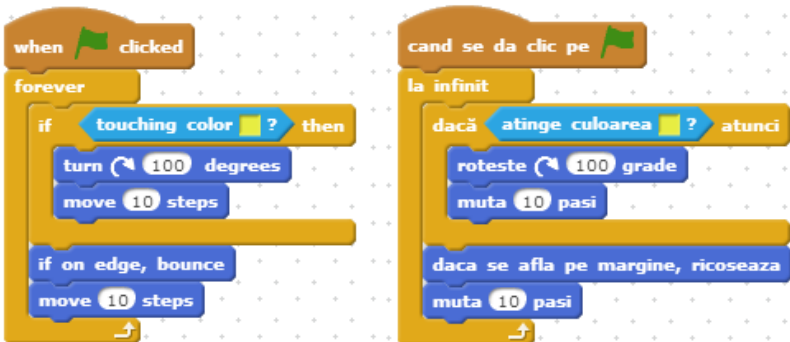 when clicked
forever
if touching color ? then
turn 100 degrees
move 10 steps
if on edge, bounce
move 10 steps
cand se da clic pe
la infinit
dacă atinge culoarea ? atunci
roteste 100 grade
muta 10 pasi
daca se afla pe margine, ricoseaza
muta 10 pasi